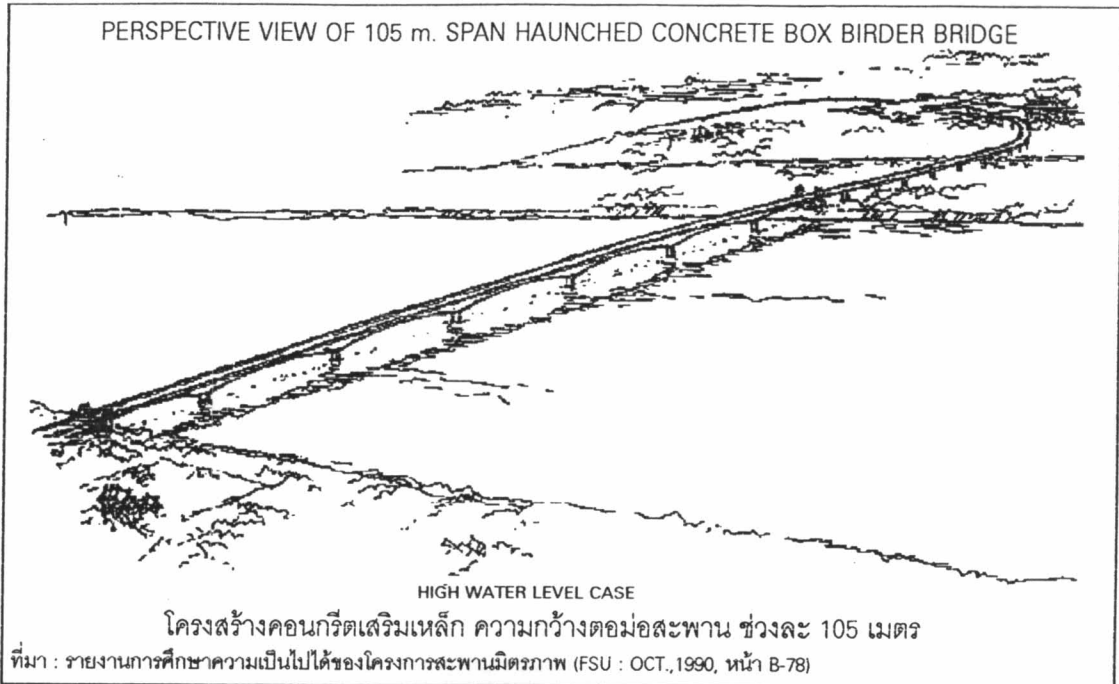 PERSPECTIVE VIEW OF 105 m. SPAN HAUNCHED CONCRETE BOX BIRDER BRIDGE
HIGH WATER LEVEL CASE
โครงสร้างคอนกรีตเสริมเหล็ก ความกว้างตอม่อสะพาน ช่วงละ 105 เมตร
ที่มา : รายงานการศึกษาความเป็นไปได้ของโครงการสะพานมิตรภาพ (FSU : OCT.,1990, หน้า B-78)